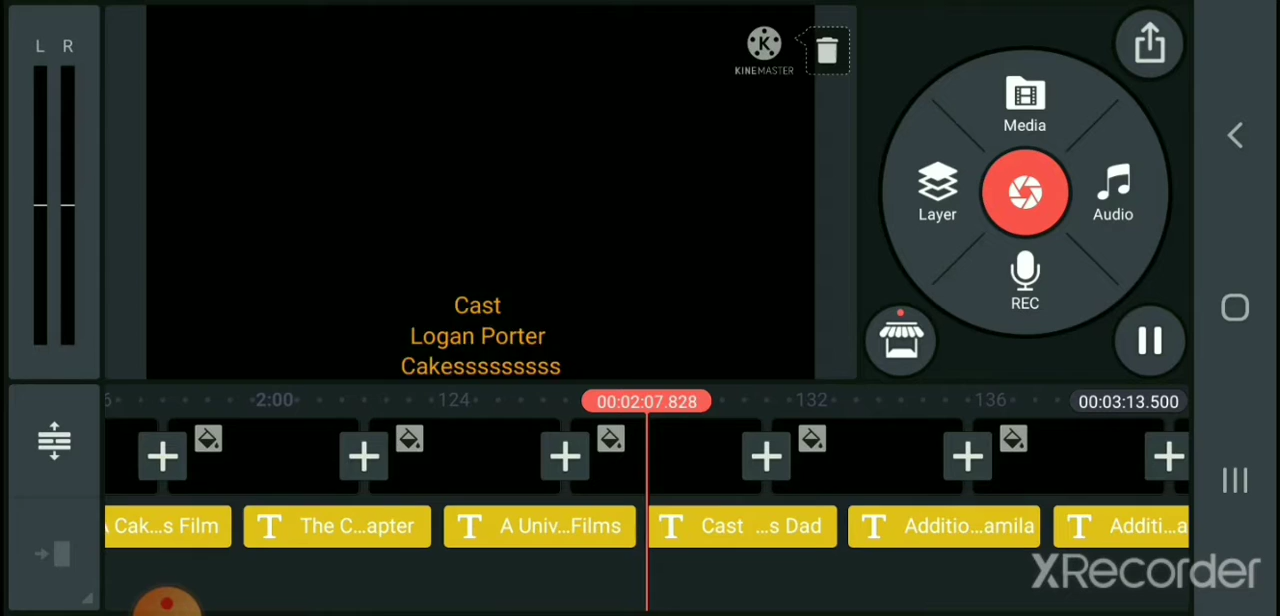 L R
KINEMASTER
Media
Layer
Audio
REC
Cast
Logan Porter
Cakesssssssss
2:00
124
00:02:07.828
132
136
00:03:13.500
Cak...s Film
The C...apter
A Univ...Films
Cast ...s Dad
Additio...amila
Additi...a
XRecorder